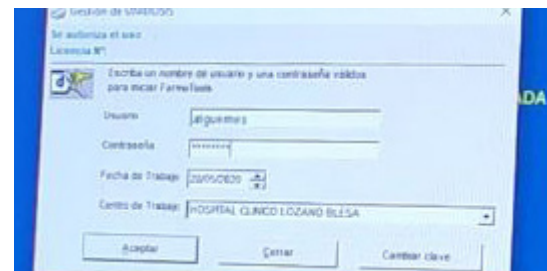 Gestión de
Se autoriza el uso
Licencia Nº:
Escriba un nombre de usuario y una contraseña válidos
para iniciar FarmaTools
ADA
Usuario
Contraseña
********
Fecha de Trabajo 20/05/2020
Centro de Trabajo HOSPITAL CLINICO LOZANO BLESA
Aceptar Cerrar Cambiar clave